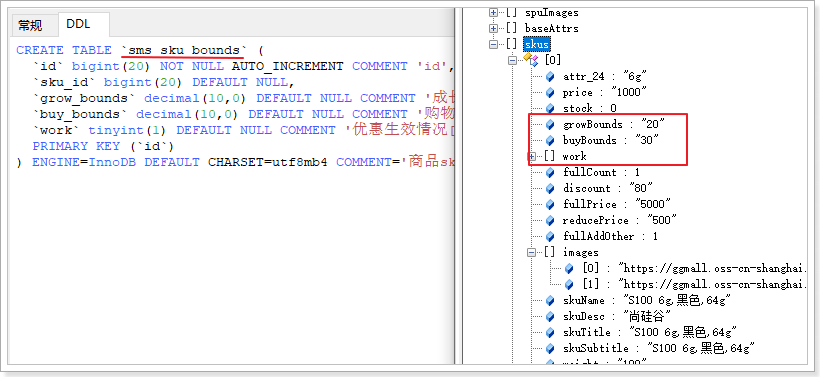 常规
DDL
CREATE TABLE `sms_sku_bounds` (
`id` bigint(20) NOT NULL AUTO_INCREMENT COMMENT 'id',
`sku_id` bigint(20) DEFAULT NULL,
`grow_bounds` decimal(10,0) DEFAULT NULL COMMENT '成长
`buy_bounds` decimal(10,0) DEFAULT NULL COMMENT '购物
`work` tinyint(1) DEFAULT NULL COMMENT '优惠生效情况[
PRIMARY KEY (`id`)
) ENGINE=InnoDB DEFAULT CHARSET=utf8mb4 COMMENT='商品sk
[] spuImages
[] baseAttrs
[] skus
[0]
attr_24 : "6g"
price : "1000"
stock : 0
growBounds : "20"
buyBounds : "30"
[] work
fullCount : 1
discount : "80"
fullPrice : "5000"
reducePrice : "500"
fullAddOther : 1
[] images
[0] : "https://ggmall.oss-cn-shanghai.
[1] : "https://ggmall.oss-cn-shanghai.
skuName : "S100 6g,黑色,64g"
skuDesc : "尚硅谷"
skuTitle : "S100 6g,黑色,64g"
skuSubtitle : "S100 6g,黑色,64g"
weight : "100"